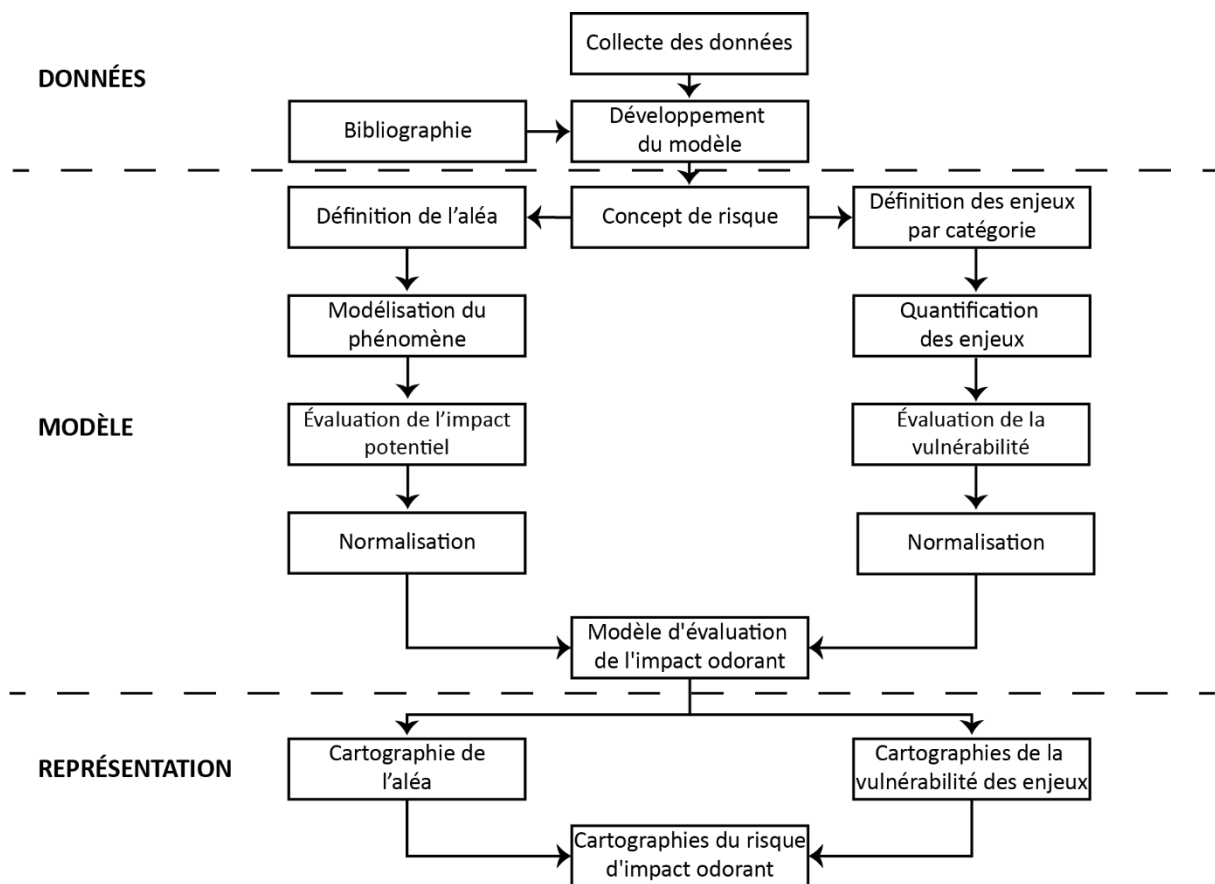 Collecte des données
DONNÉES
Bibliographie
Développement
du modèle
Définition de l'aléa
Concept de risque
Définition des enjeux
par catégorie
Modélisation du
phénomène
Quantification
des enjeux
MODÈLE
Évaluation de l'impact
potentiel
Évaluation de la
vulnérabilité
Normalisation
Normalisation
Modèle d'évaluation
de l'impact odorant
REPRÉSENTATION
Cartographie de
l'aléa
Cartographies de la
vulnérabilité des enjeux
Cartographies du risque
d'impact odorant